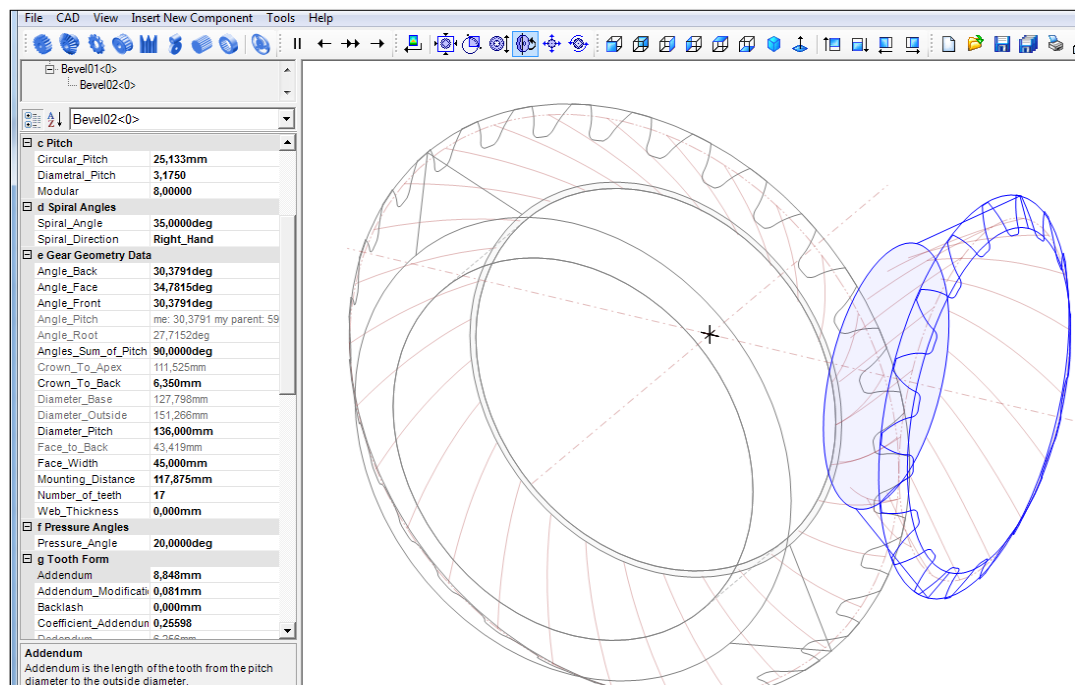 File CAD View Insert New Component Tools Help
Bevel01<0>
Bevel02<0>
Bevel02<0>
c Pitch
Circular_Pitch 25,133mm
Diametral_Pitch 3,1750
Modular 8,00000
d Spiral Angles
Spiral_Angle 35,0000deg
Spiral_Direction Right_Hand
e Gear Geometry Data
Angle_Back 30,3791deg
Angle_Face 34,7815deg
Angle_Front 30,3791deg
Angle_Pitch me: 30,3791 my parent: 59
Angle_Root 27,7152deg
Angles_Sum_of_Pitch 90,0000deg
Crown_To_Apex 111,525mm
Crown_To_Back 6,350mm
Diameter_Base 127,798mm
Diameter_Outside 151,266mm
Diameter_Pitch 136,000mm
Face_to_Back 43,419mm
Face_Width 45,000mm
Mounting_Distance 117,875mm
Number_of_teeth 17
Web_Thickness 0,000mm
f Pressure Angles
Pressure_Angle 20,0000deg
g Tooth Form
Addendum 8,848mm
Addendum_Modificati 0,081mm
Backlash 0,000mm
Coefficient_Addendun 0,25598
Dedendum 6,256mm
Addendum
Addendum is the length of the tooth from the pitch
diameter to the outside diameter.